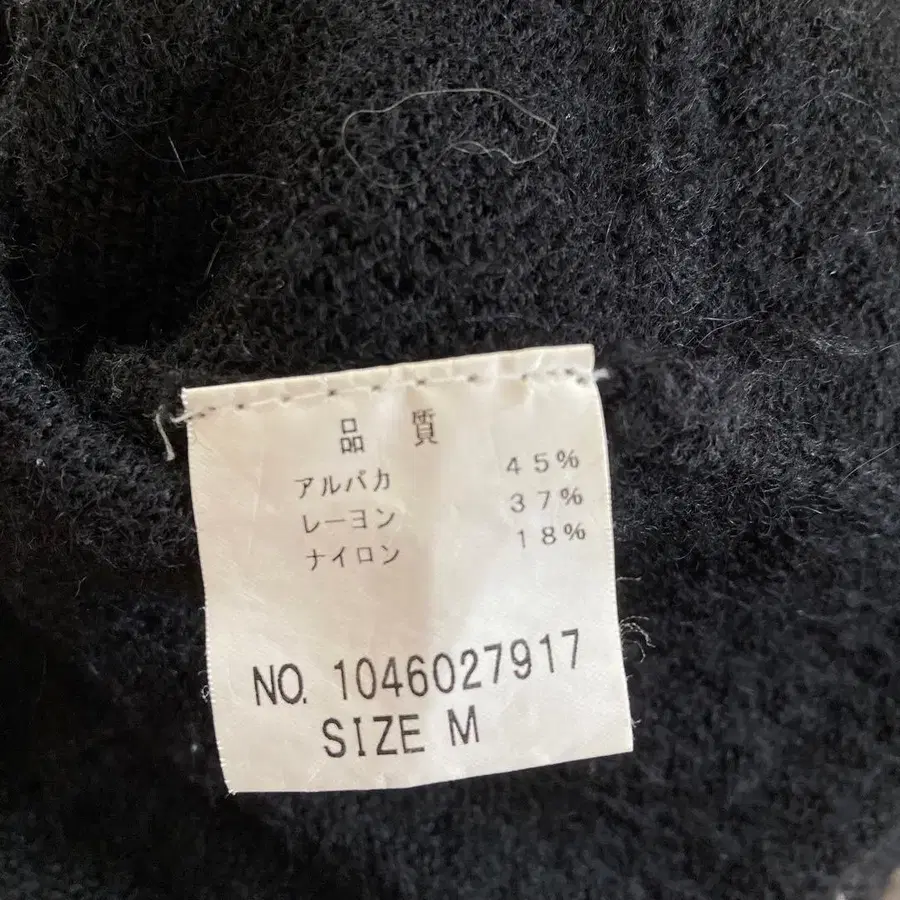 品 質
アルパカ 45%
レーヨン 37%
ナイロン 18%
NO. 1046027917
SIZE M